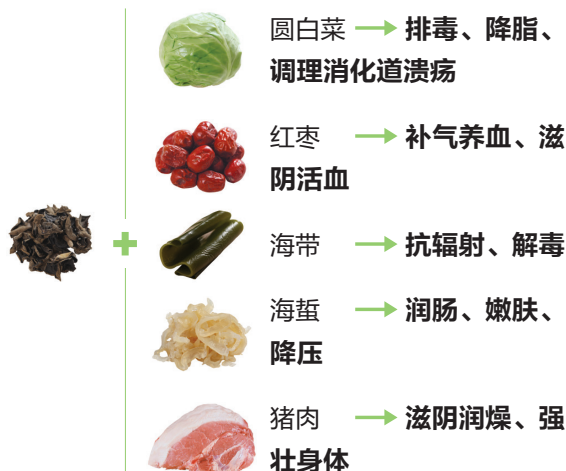 圆白菜 → 排毒、降脂、
调理消化道溃疡
红枣 → 补气养血、滋
阴活血
海带 → 抗辐射、解毒
海蜇 → 润肠、嫩肤、
降压
猪肉 → 滋阴润燥、强
壮身体